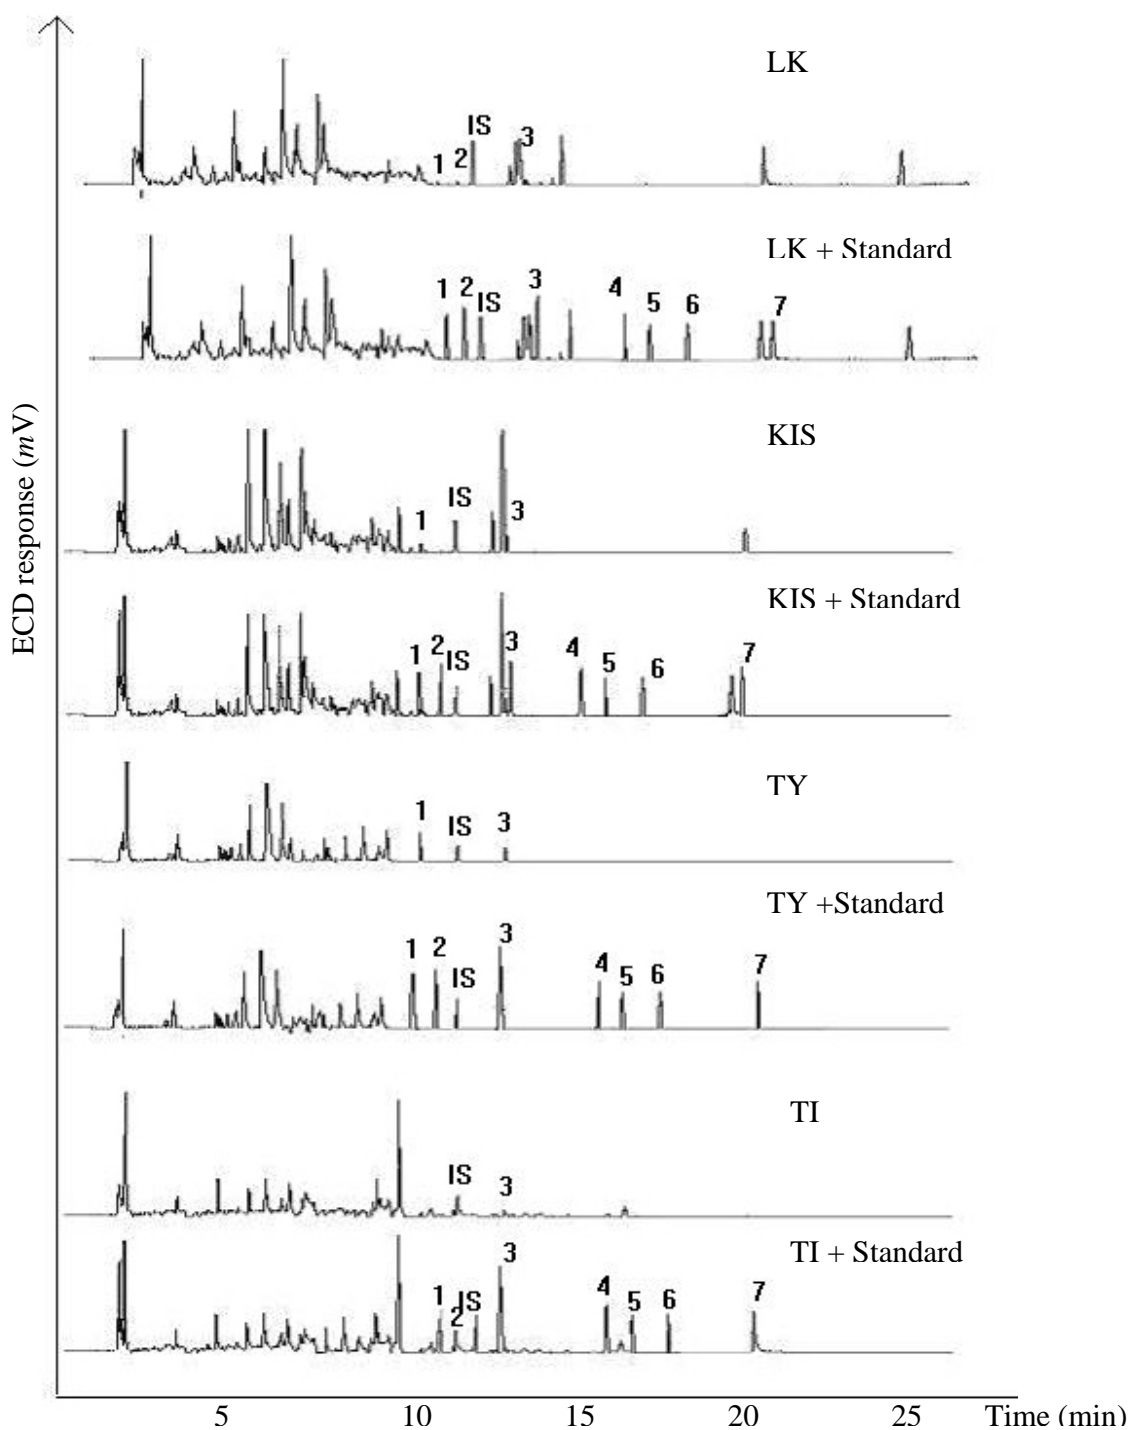 LK
IS
1 2 3
LK + Standard
1 2 IS 3 4 5 6 7
KIS
1 IS 3
KIS + Standard
1 2 IS 3 4 5 6 7
TY
1 IS 3
TY +Standard
1 2 IS 3 4 5 6 7
TI
IS 3
TI + Standard
1 2 IS 3 4 5 6 7
ECD response (mV)
5 10 15 20 25 Time (min)